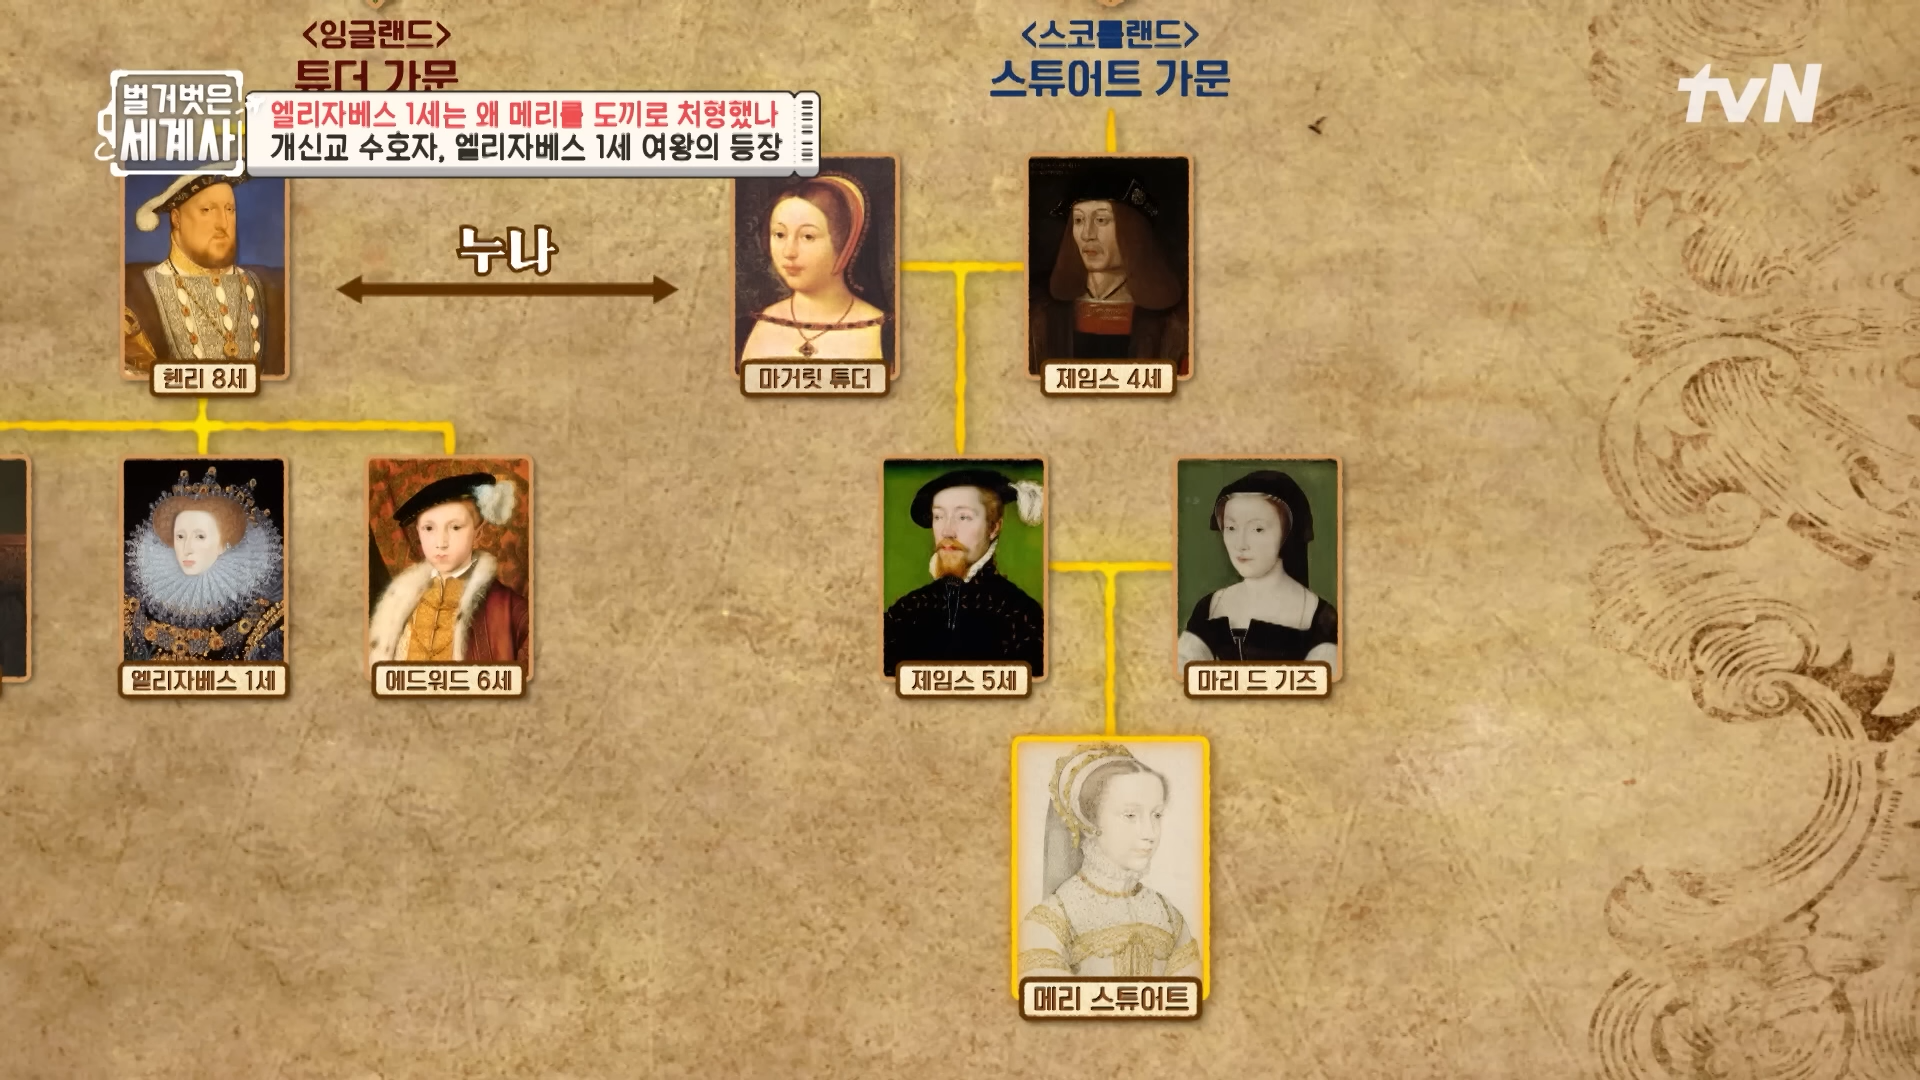 <잉글랜드>
튜더 가문
<스코틀랜드>
스튜어트 가문
벌거벗은
세계사
엘리자베스 1세는 왜 메리를 도끼로 처형했나
개신교 수호자, 엘리자베스 1세 여왕의 등장
tvN
누나
헨리 8세
마거릿 튜더
제임스 4세
엘리자베스 1세
에드워드 6세
제임스 5세
마리 드 기즈
메리 스튜어트